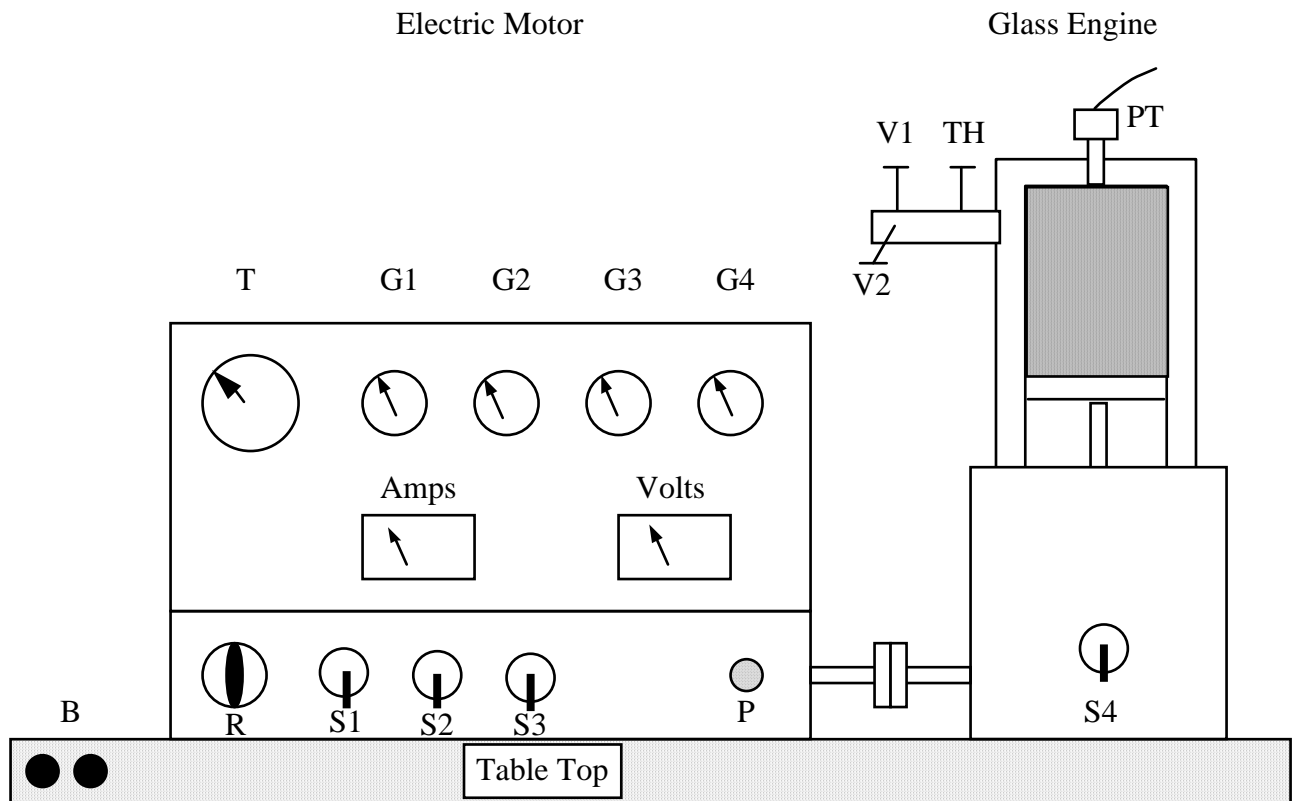 Electric Motor
Glass Engine
PT
V1 TH
V2
T G1 G2 G3 G4
Amps Volts
B
R S1 S2 S3 P S4
Table Top